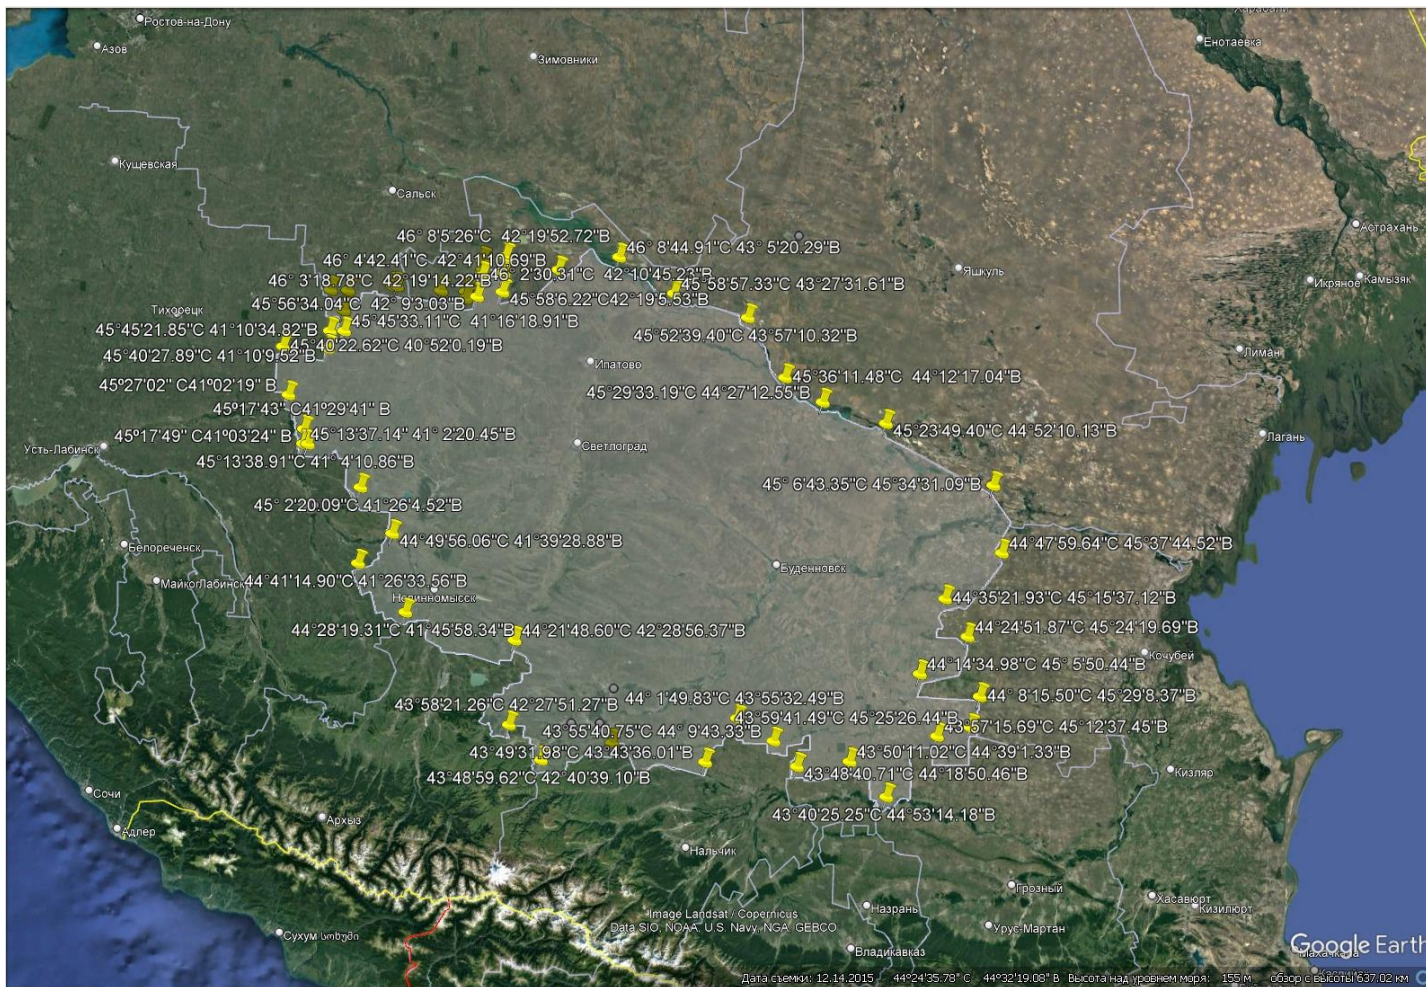 Ростов-на-Дону
Азов
Зимовники
Енотаевка
Кущевская
Сальск
Астрахань
46° 8'5.26"С 42°19'52.72"В
46° 8'44.91"С 43° 5'20.29"В
46° 4'42.41"С 42°41'10.69"В
46° 2'30.31"С 42°10'45.23"В
Яшкуль
46° 3'18.78"С 42°19'14.22"В
45°58'57.33"С 43°27'31.61"В
Икряное
Камызяк
45°56'34.04"С 42° 9'3.03"В
45°58'6.22"С42°19'5.53"В
Тихорецк
45°45'33.11"С 41°16'18.91"В
45°45'21.85"С 41°10'34.82"В
45°52'39.40"С 43°57'10.32"В
45°40'22.62"С 40°52'0.19"В
Лиман
45°40'27.89"С 41°10'9.52"В
Ипатово
45°36'11.48"С 44°12'17.04"В
45º27'02" С41º02'19" В
45°29'33.19"С 44°27'12.55"В
45º17'43" С41º29'41" В
45°23'49.40"С 44°52'10.13"В
45º17'49" С41º03'24" В
45°13'37.14" 41° 2'20.45"В
Лагань
Усть-Лабинск
Светлоград
45°13'38.91"С 41° 4'10.86"В
45° 6'43.35"С 45°34'31.09"В
45° 2'20.09"С 41°26'4.52"В
44°49'56.06"С 41°39'28.88"В
44°47'59.64"С 45°37'44.52"В
Белореченск
Буденновск
Майкоп
Лабинск
44°41'14.90"С 41°26'33.56"В
Невинномысск
44°35'21.93"С 45°15'37.12"В
44°28'19.31"С 41°45'58.34"В
44°21'48.60"С 42°28'56.37"В
44°24'51.87"С 45°24'19.69"В
Кочубей
44°14'34.98"С 45° 5'50.44"В
43°58'21.26"С 42°27'51.27"В
44° 1'49.83"С 43°55'32.49"В
44° 8'15.50"С 45°29'8.37"В
43°59'41.49"С 45°25'26.44"В
43°55'40.75"С 44° 9'43.33"В
43°57'15.69"С 45°12'37.45"В
43°49'31.98"С 43°43'36.01"В
43°50'11.02"С 44°39'1.33"В
43°48'59.62"С 42°40'39.10"В
43°48'40.71"С 44°18'50.46"В
Кизляр
Сочи
43°40'25.25"С 44°53'14.18"В
Архыз
Адлер
Нальчик
Грозный
Хасавюрт
Кизилюрт
Назрань
Image Landsat / Copernicus
Data SIO, NOAA, U.S. Navy, NGA, GEBCO
Урус-Мартан
Сухум სოხუმი
Владикавказ
Google Earth
Махачкала
Дата съемки: 12.14.2015 44°24'35.78" С 44°32'19.08" В Высота над уровнем моря: 155 м обзор с высоты 637.02 км